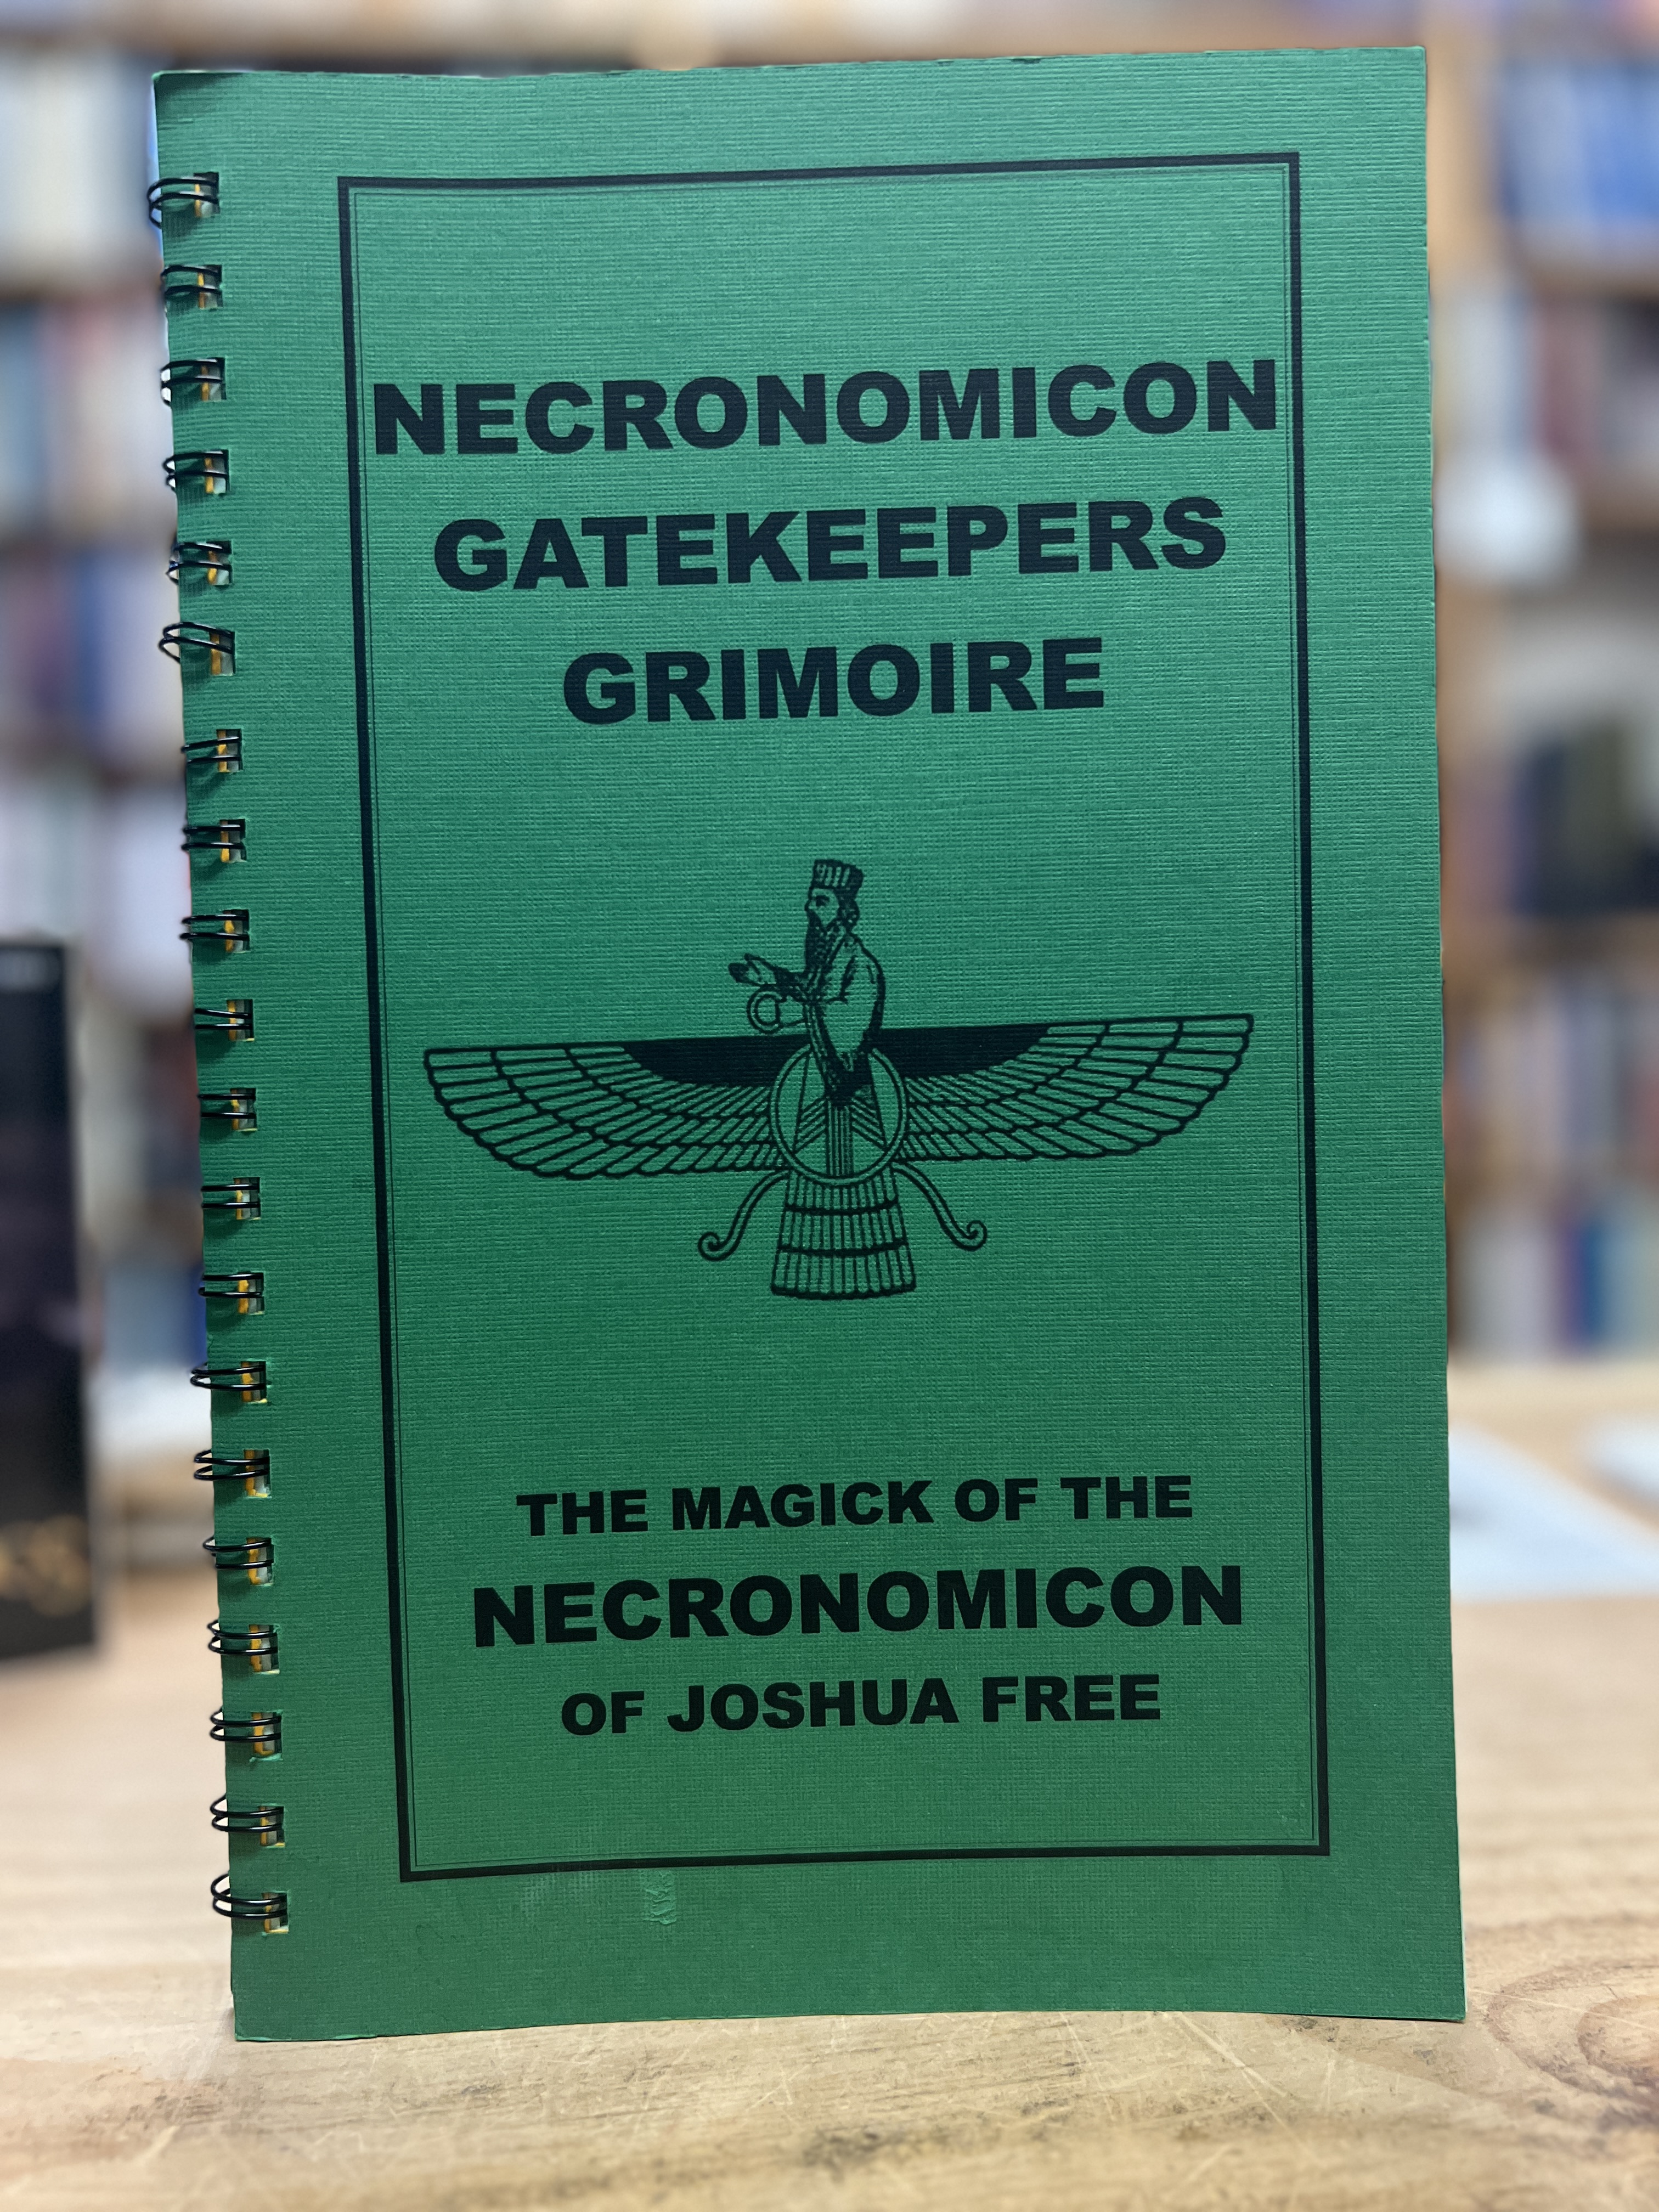 NECRONOMICON
GATEKEEPERS
GRIMOIRE
THE MAGICK OF THE
NECRONOMICON
OF JOSHUA FREE